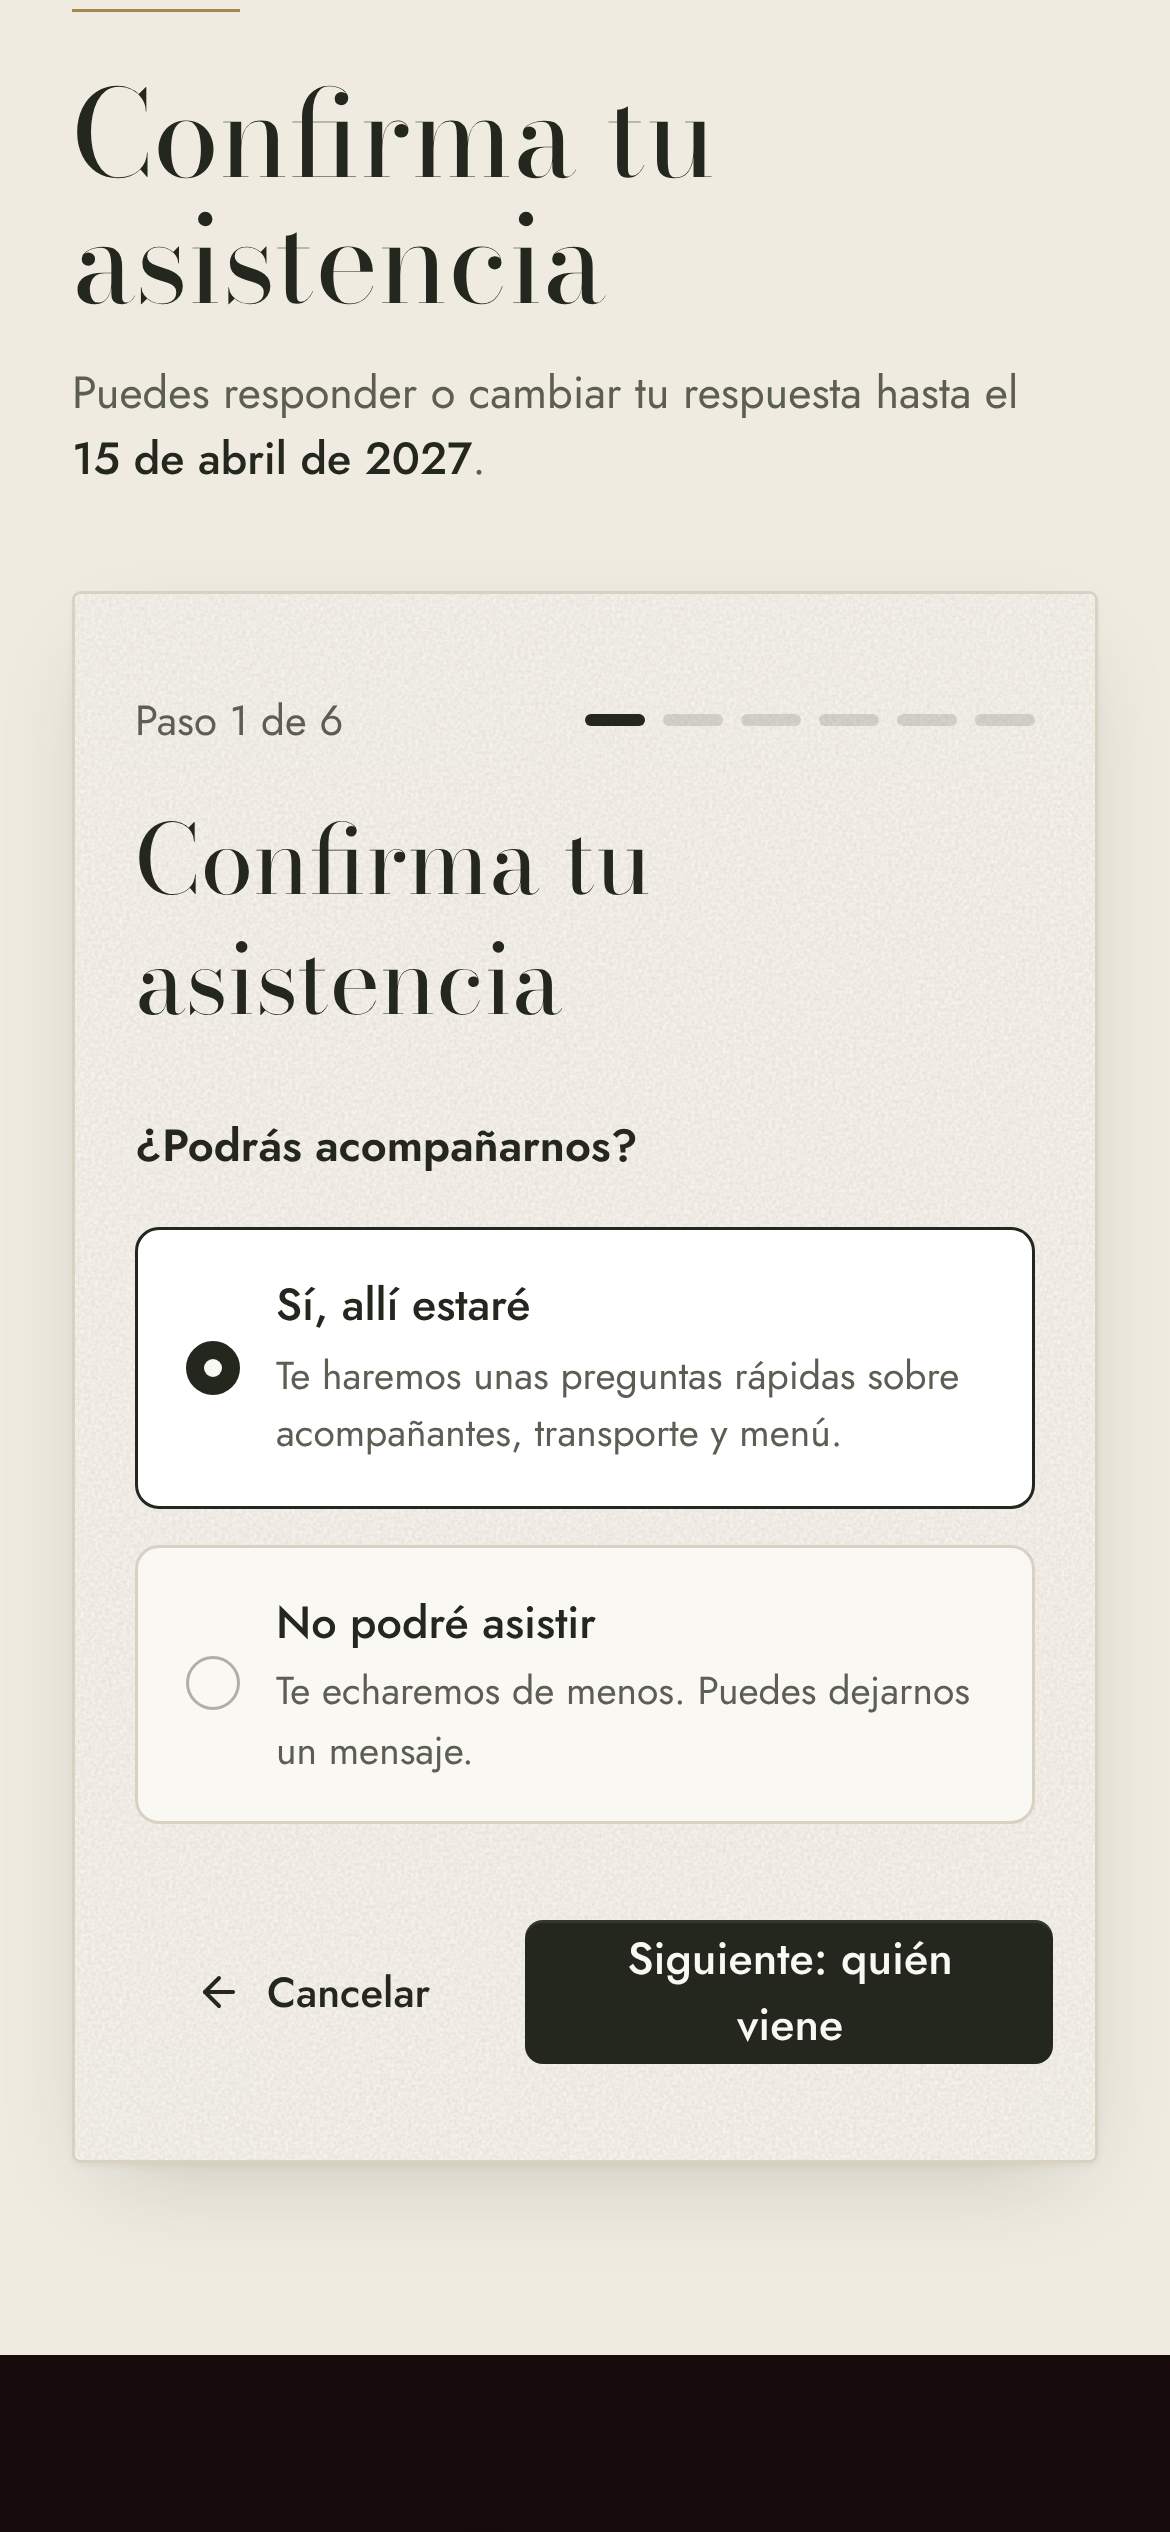 Confirma tu
asistencia
Puedes responder o cambiar tu respuesta hasta el
15 de abril de 2027.
Paso 1 de 6
Confirma tu
asistencia
¿Podrás acompañarnos?
Sí, allí estaré
Te haremos unas preguntas rápidas sobre
acompañantes, transporte y menú.
No podré asistir
Te echaremos de menos. Puedes dejarnos
un mensaje.
Cancelar
Siguiente: quién
viene